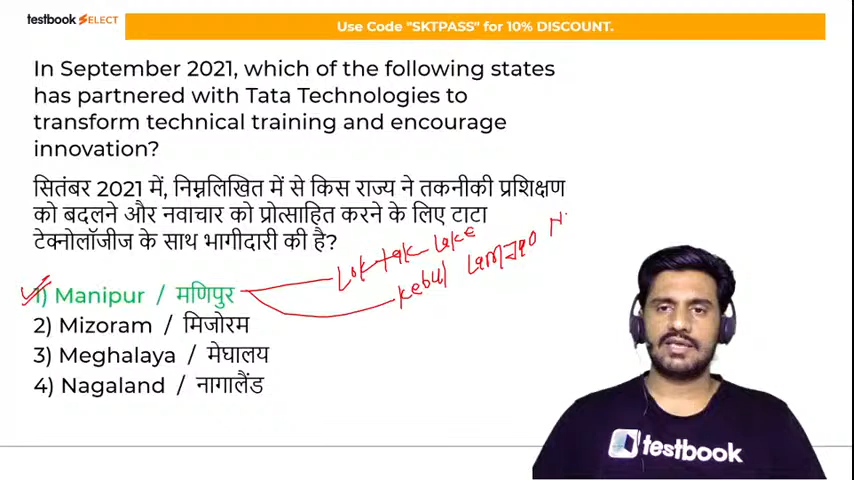 testbook SELECT
Use Code "SKTPASS" for 10% DISCOUNT.
In September 2021, which of the following states
has partnered with Tata Technologies to
transform technical training and encourage
innovation?
सितंबर 2021 में, निम्नलिखित में से किस राज्य ने तकनीकी प्रशिक्षण
को बदलने और नवाचार को प्रोत्साहित करने के लिए टाटा
टेक्नोलॉजीज के साथ भागीदारी की है?
Loktak Lake
Kebul Lamjao N.
1) Manipur / मणिपुर
2) Mizoram / मिजोरम
3) Meghalaya / मेघालय
4) Nagaland / नागालैंड
testbook